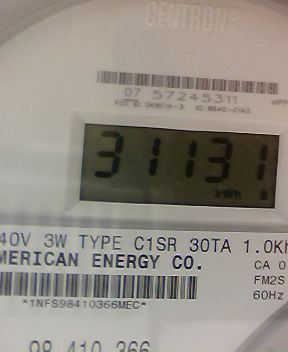 CENTRON®
07 57245311
31131
kWh
40V 3W TYPE C1SR 30TA 1.0Kh
MERICAN ENERGY CO.
CA 0
FM2S
60Hz
*1NFS98410366MEC*
98 410 366